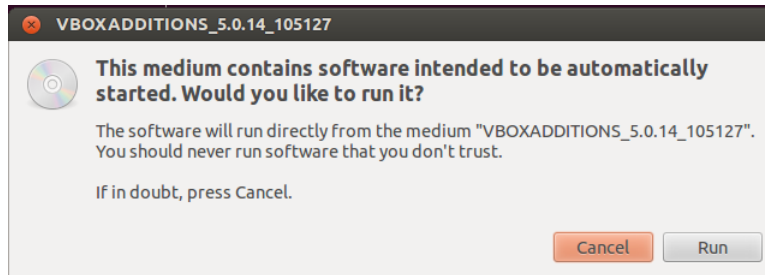 VBOXADDITIONS_5.0.14_105127
This medium contains software intended to be automatically
started. Would you like to run it?
The software will run directly from the medium "VBOXADDITIONS_5.0.14_105127".
You should never run software that you don't trust.
If in doubt, press Cancel.
Cancel Run